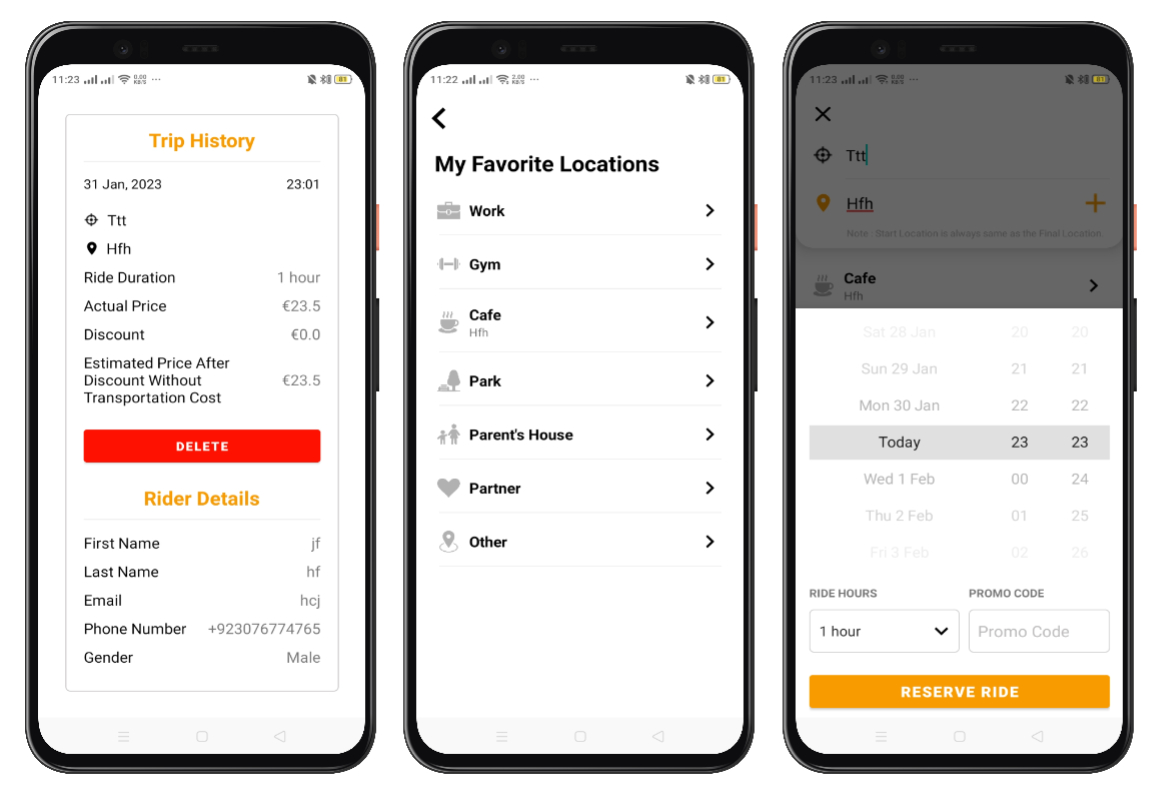 11:23
81
Trip History
31 Jan, 2023 23:01
Ttt
Hfh
Ride Duration 1 hour
Actual Price €23.5
Discount €0.0
Estimated Price After
Discount Without €23.5
Transportation Cost
DELETE
Rider Details
First Name jf
Last Name hf
Email hcj
Phone Number +923076774765
Gender Male
11:22
81
My Favorite Locations
Work
Gym
Cafe
Hfh
Park
Parent's House
Partner
Other
11:23
81
Ttt
Hfh
Note : Start Location is always same as the Final Location.
Cafe
Hfh
Sat 28 Jan 20 20
Sun 29 Jan 21 21
Mon 30 Jan 22 22
Today 23 23
Wed 1 Feb 00 24
Thu 2 Feb 01 25
Fri 3 Feb 02 26
RIDE HOURS PROMO CODE
1 hour Promo Code
RESERVE RIDE